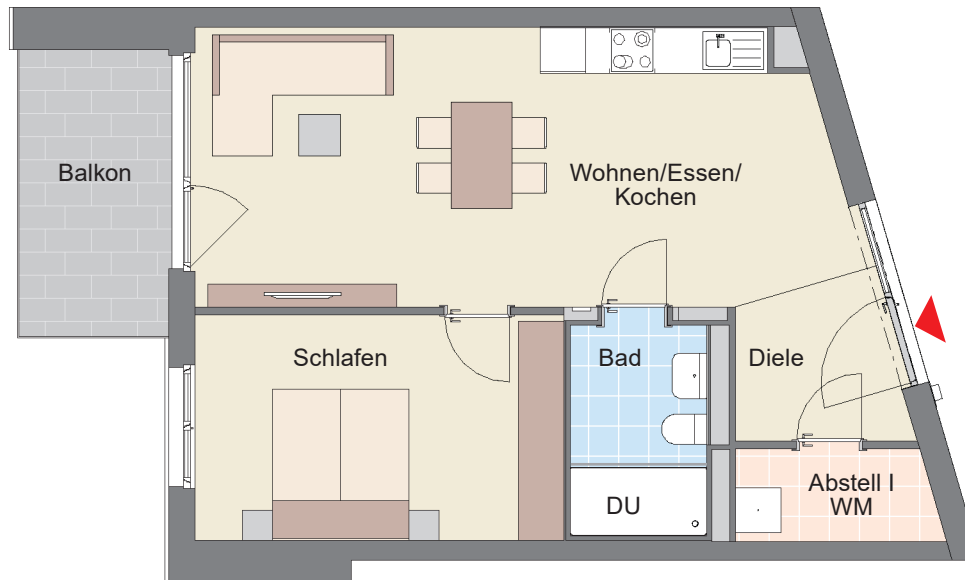 Balkon
Wohnen/Essen/
Kochen
Schlafen
Bad
Diele
DU
Abstell I
WM